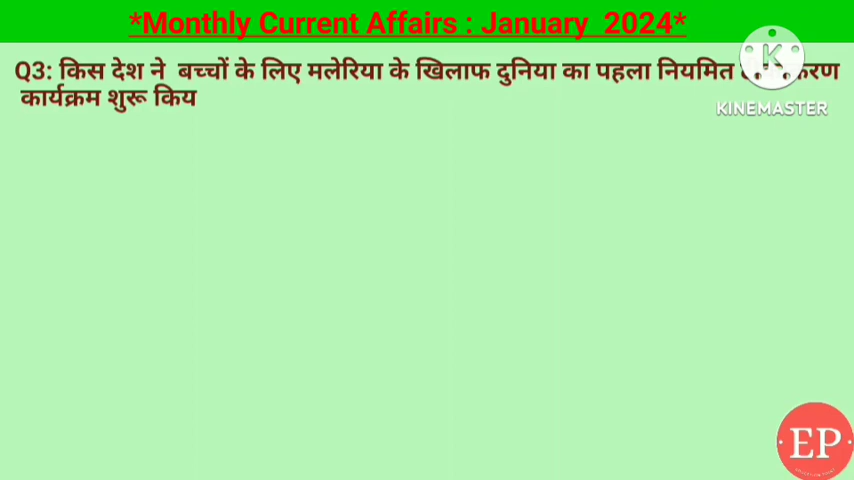 *Monthly Current Affairs : January 2024*
Q3: किस देश ने बच्चों के लिए मलेरिया के खिलाफ दुनिया का पहला नियमित
कार्यक्रम शुरू किय
K
KINEMASTER
EP